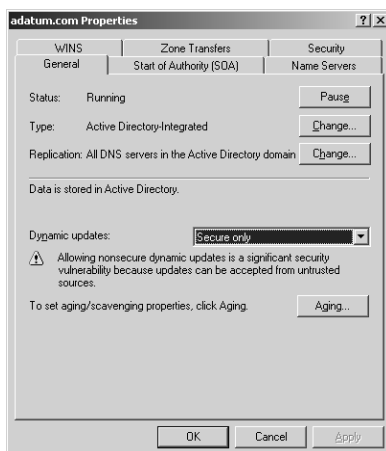 adatum.com Properties
WINS Zone Transfers Security
General Start of Authority (SOA) Name Servers
Status: Running Pause
Type: Active Directory-Integrated Change...
Replication: All DNS servers in the Active Directory domain Change...
Data is stored in Active Directory.
Dynamic updates: Secure only
Allowing nonsecure dynamic updates is a significant security
vulnerability because updates can be accepted from untrusted
sources.
To set aging/scavenging properties, click Aging. Aging...
OK Cancel Apply